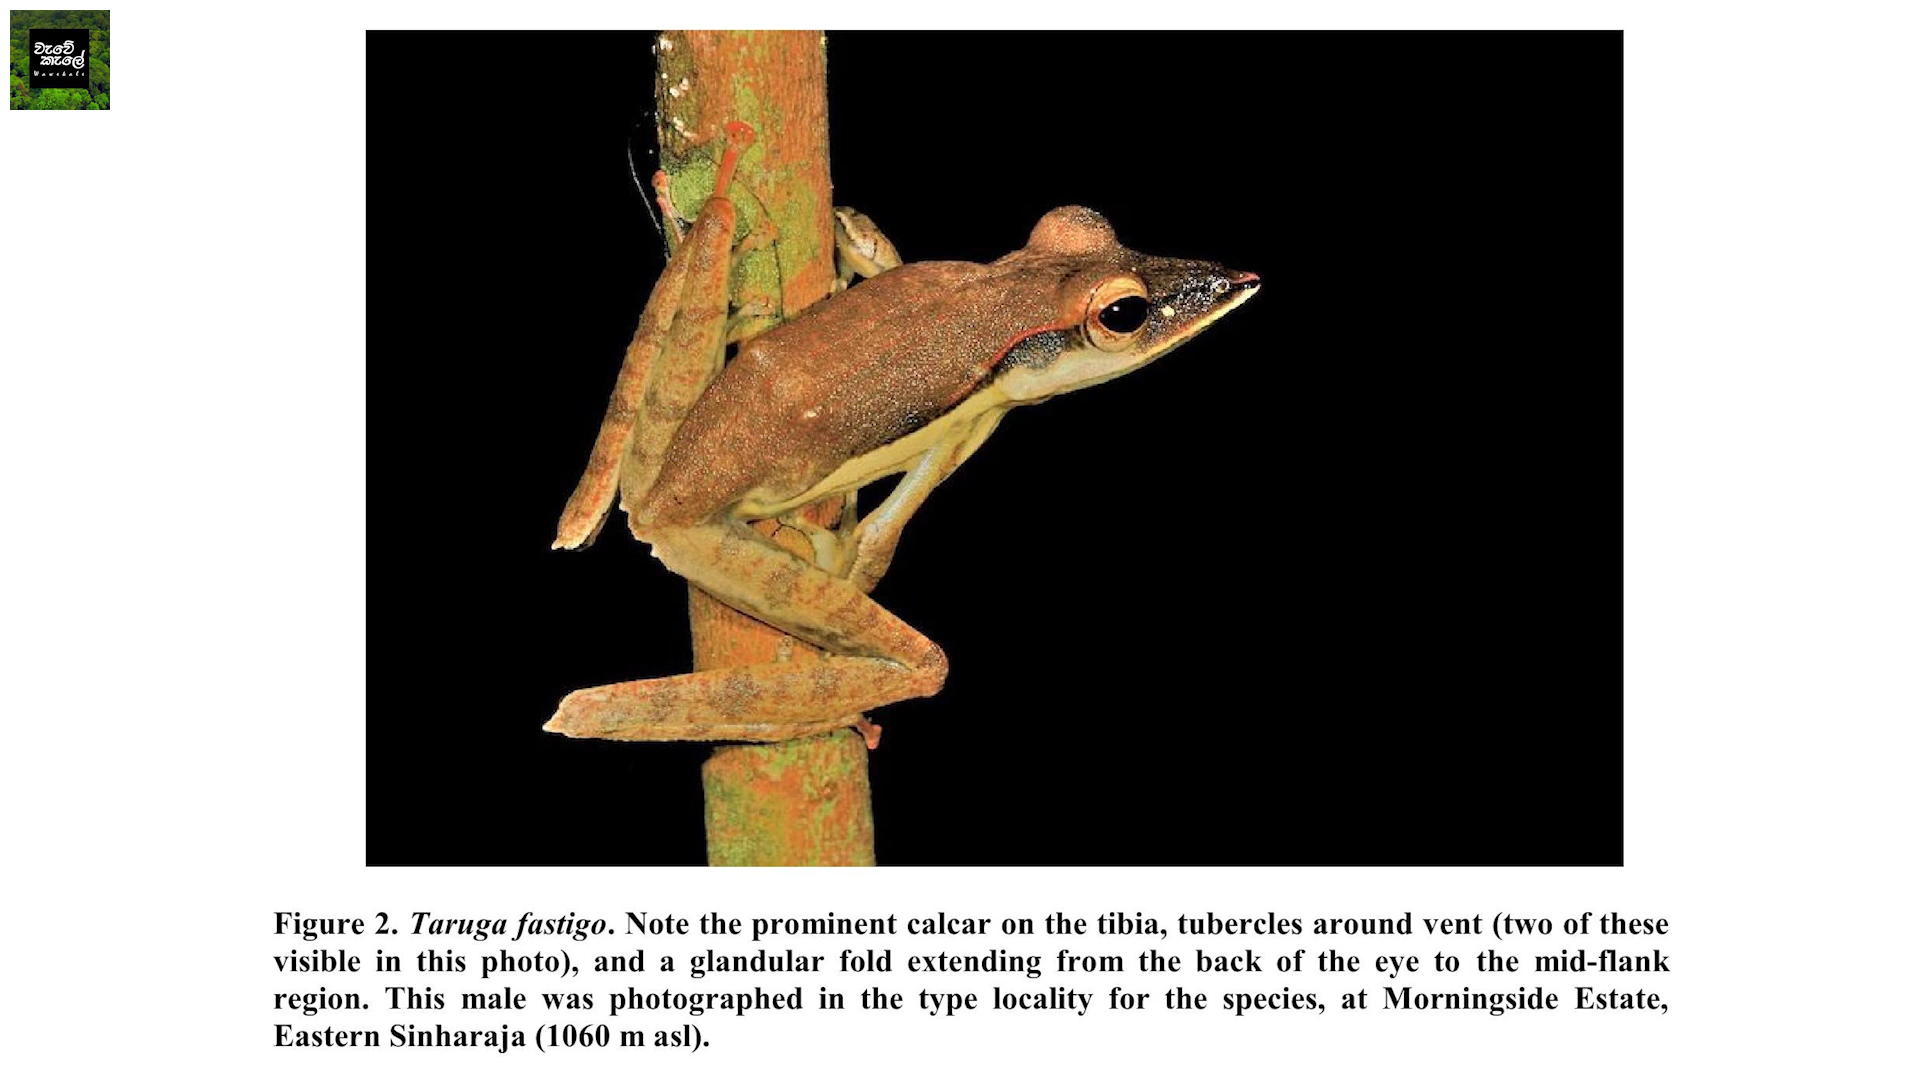 වැවේ
කැලේ
Wawekale
Figure 2. Taruga fastigo. Note the prominent calcar on the tibia, tubercles around vent (two of these
visible in this photo), and a glandular fold extending from the back of the eye to the mid-flank
region. This male was photographed in the type locality for the species, at Morningside Estate,
Eastern Sinharaja (1060 m asl).